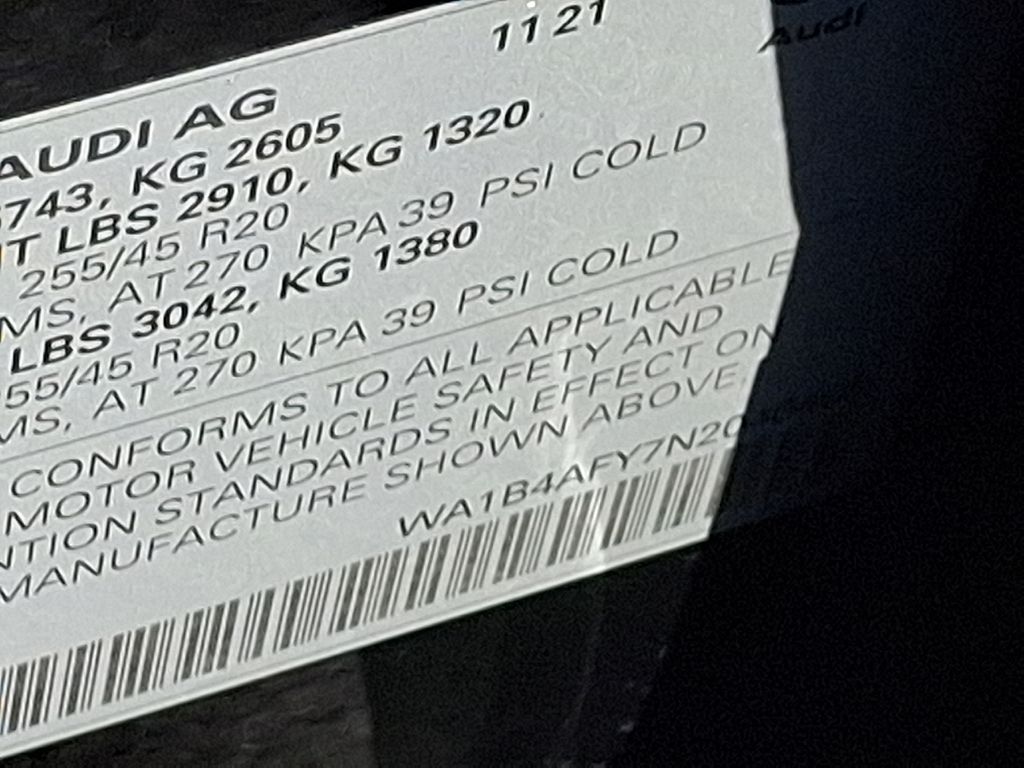 11 21
Audi
AUDI AG
743, KG 2605
LBS 2910, KG 1320
255/45 R20
MS, AT 270 KPA 39 PSI COLD
LBS 3042, KG 1380
55/45 R20
MS, AT 270 KPA 39 PSI COLD
CONFORMS TO ALL APPLICABLE
MOTOR VEHICLE SAFETY AND
NTION STANDARDS IN EFFECT ON
MANUFACTURE SHOWN ABOVE.
WA1B4AFY7N20